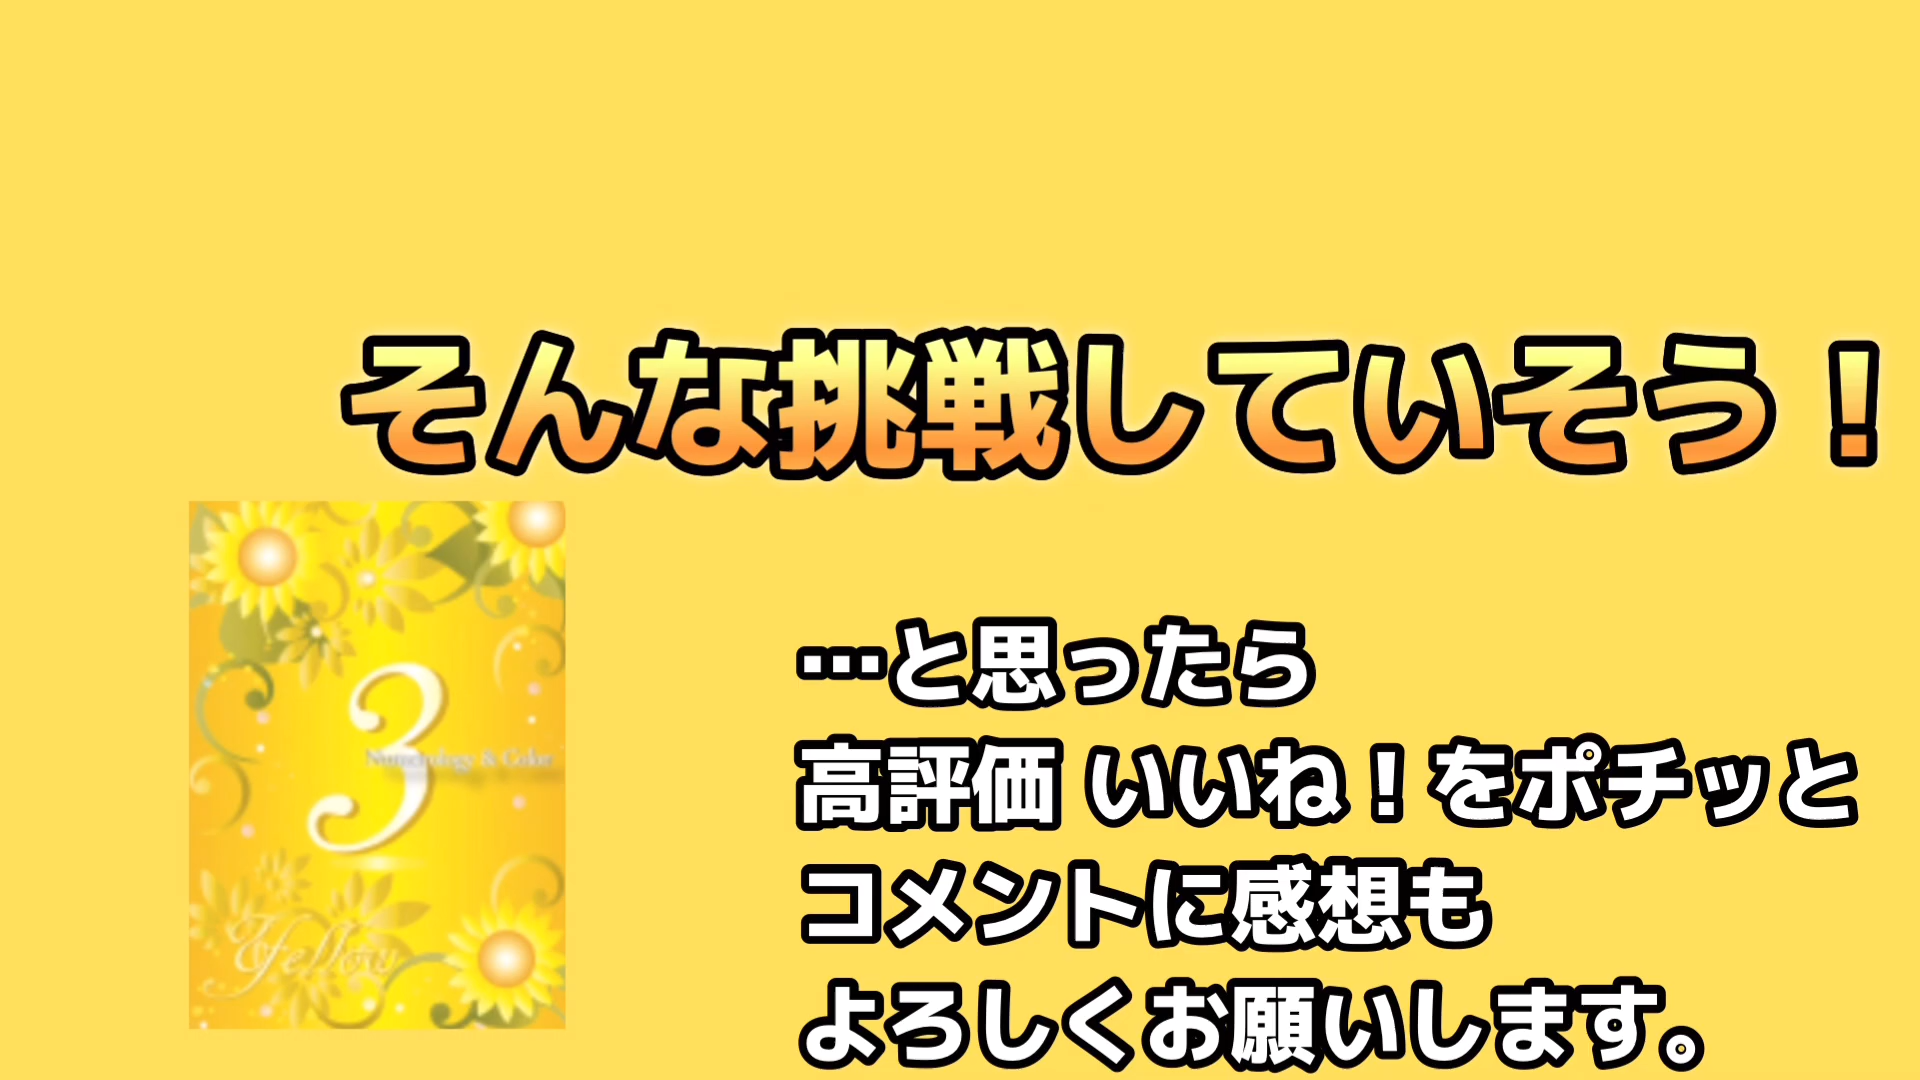 そんな挑戦していそう！
3
Numerology & Color
Yellow
…と思ったら
高評価 いいね！をポチッと
コメントに感想も
よろしくお願いします。